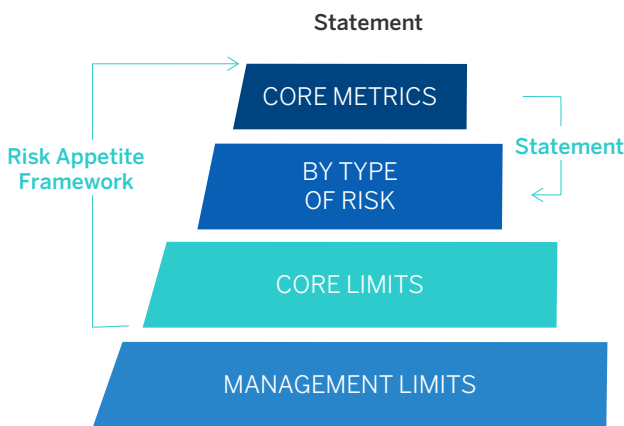 Statement
CORE METRICS
Risk Appetite
Framework
Statement
BY TYPE
OF RISK
CORE LIMITS
MANAGEMENT LIMITS